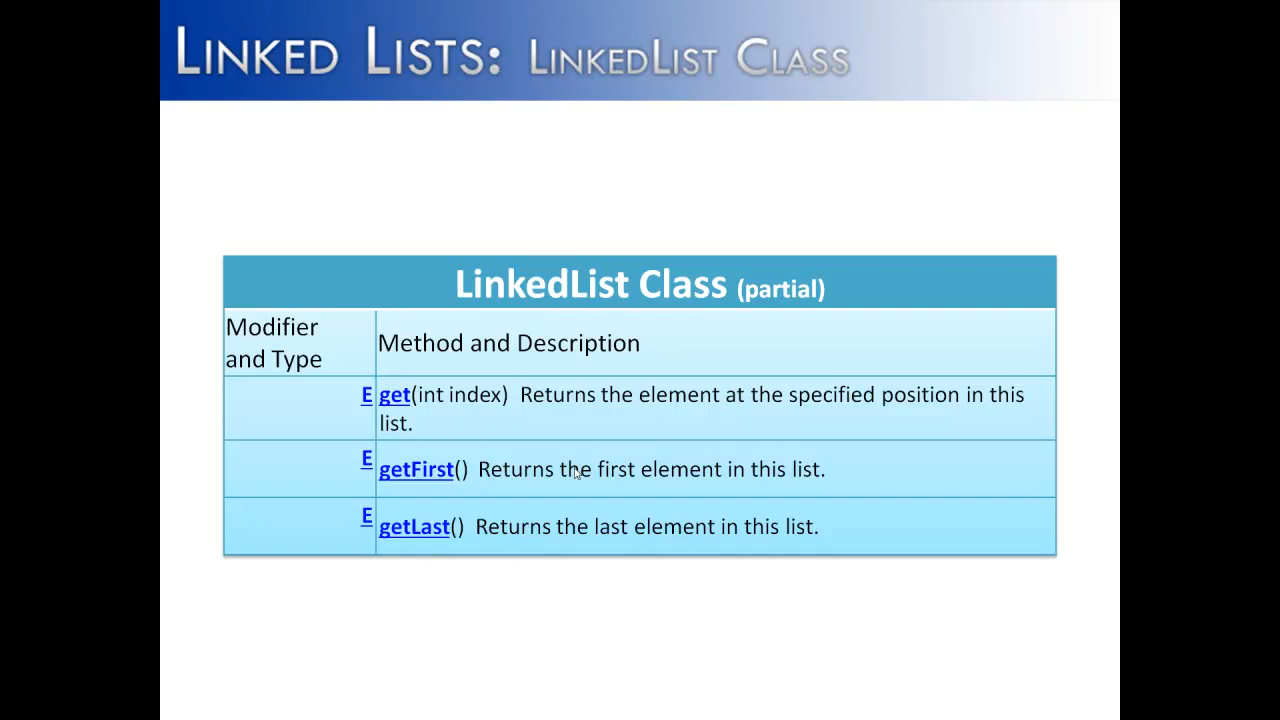 LINKED LISTS: LINKEDLIST CLASS
LinkedList Class (partial)
Modifier
and Type
Method and Description
E get(int index)  Returns the element at the specified position in this
list.
E getFirst()  Returns the first element in this list.
E getLast()  Returns the last element in this list.